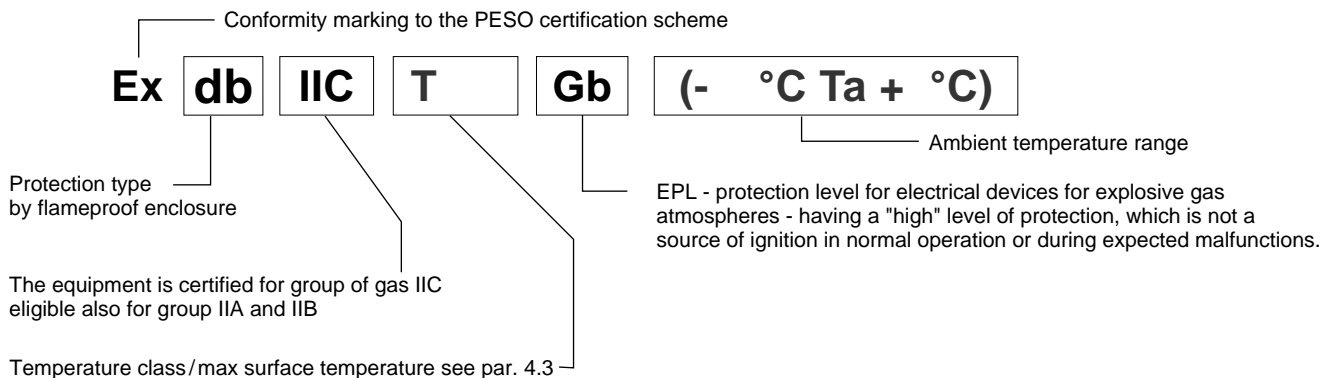 Conformity marking to the PESO certification scheme
Ex db IIC T Gb (- °C Ta + °C)
Ambient temperature range
Protection type
by flameproof enclosure
EPL - protection level for electrical devices for explosive gas
atmospheres - having a "high" level of protection, which is not a
source of ignition in normal operation or during expected malfunctions.
The equipment is certified for group of gas IIC
eligible also for group IIA and IIB
Temperature class/max surface temperature see par. 4.3